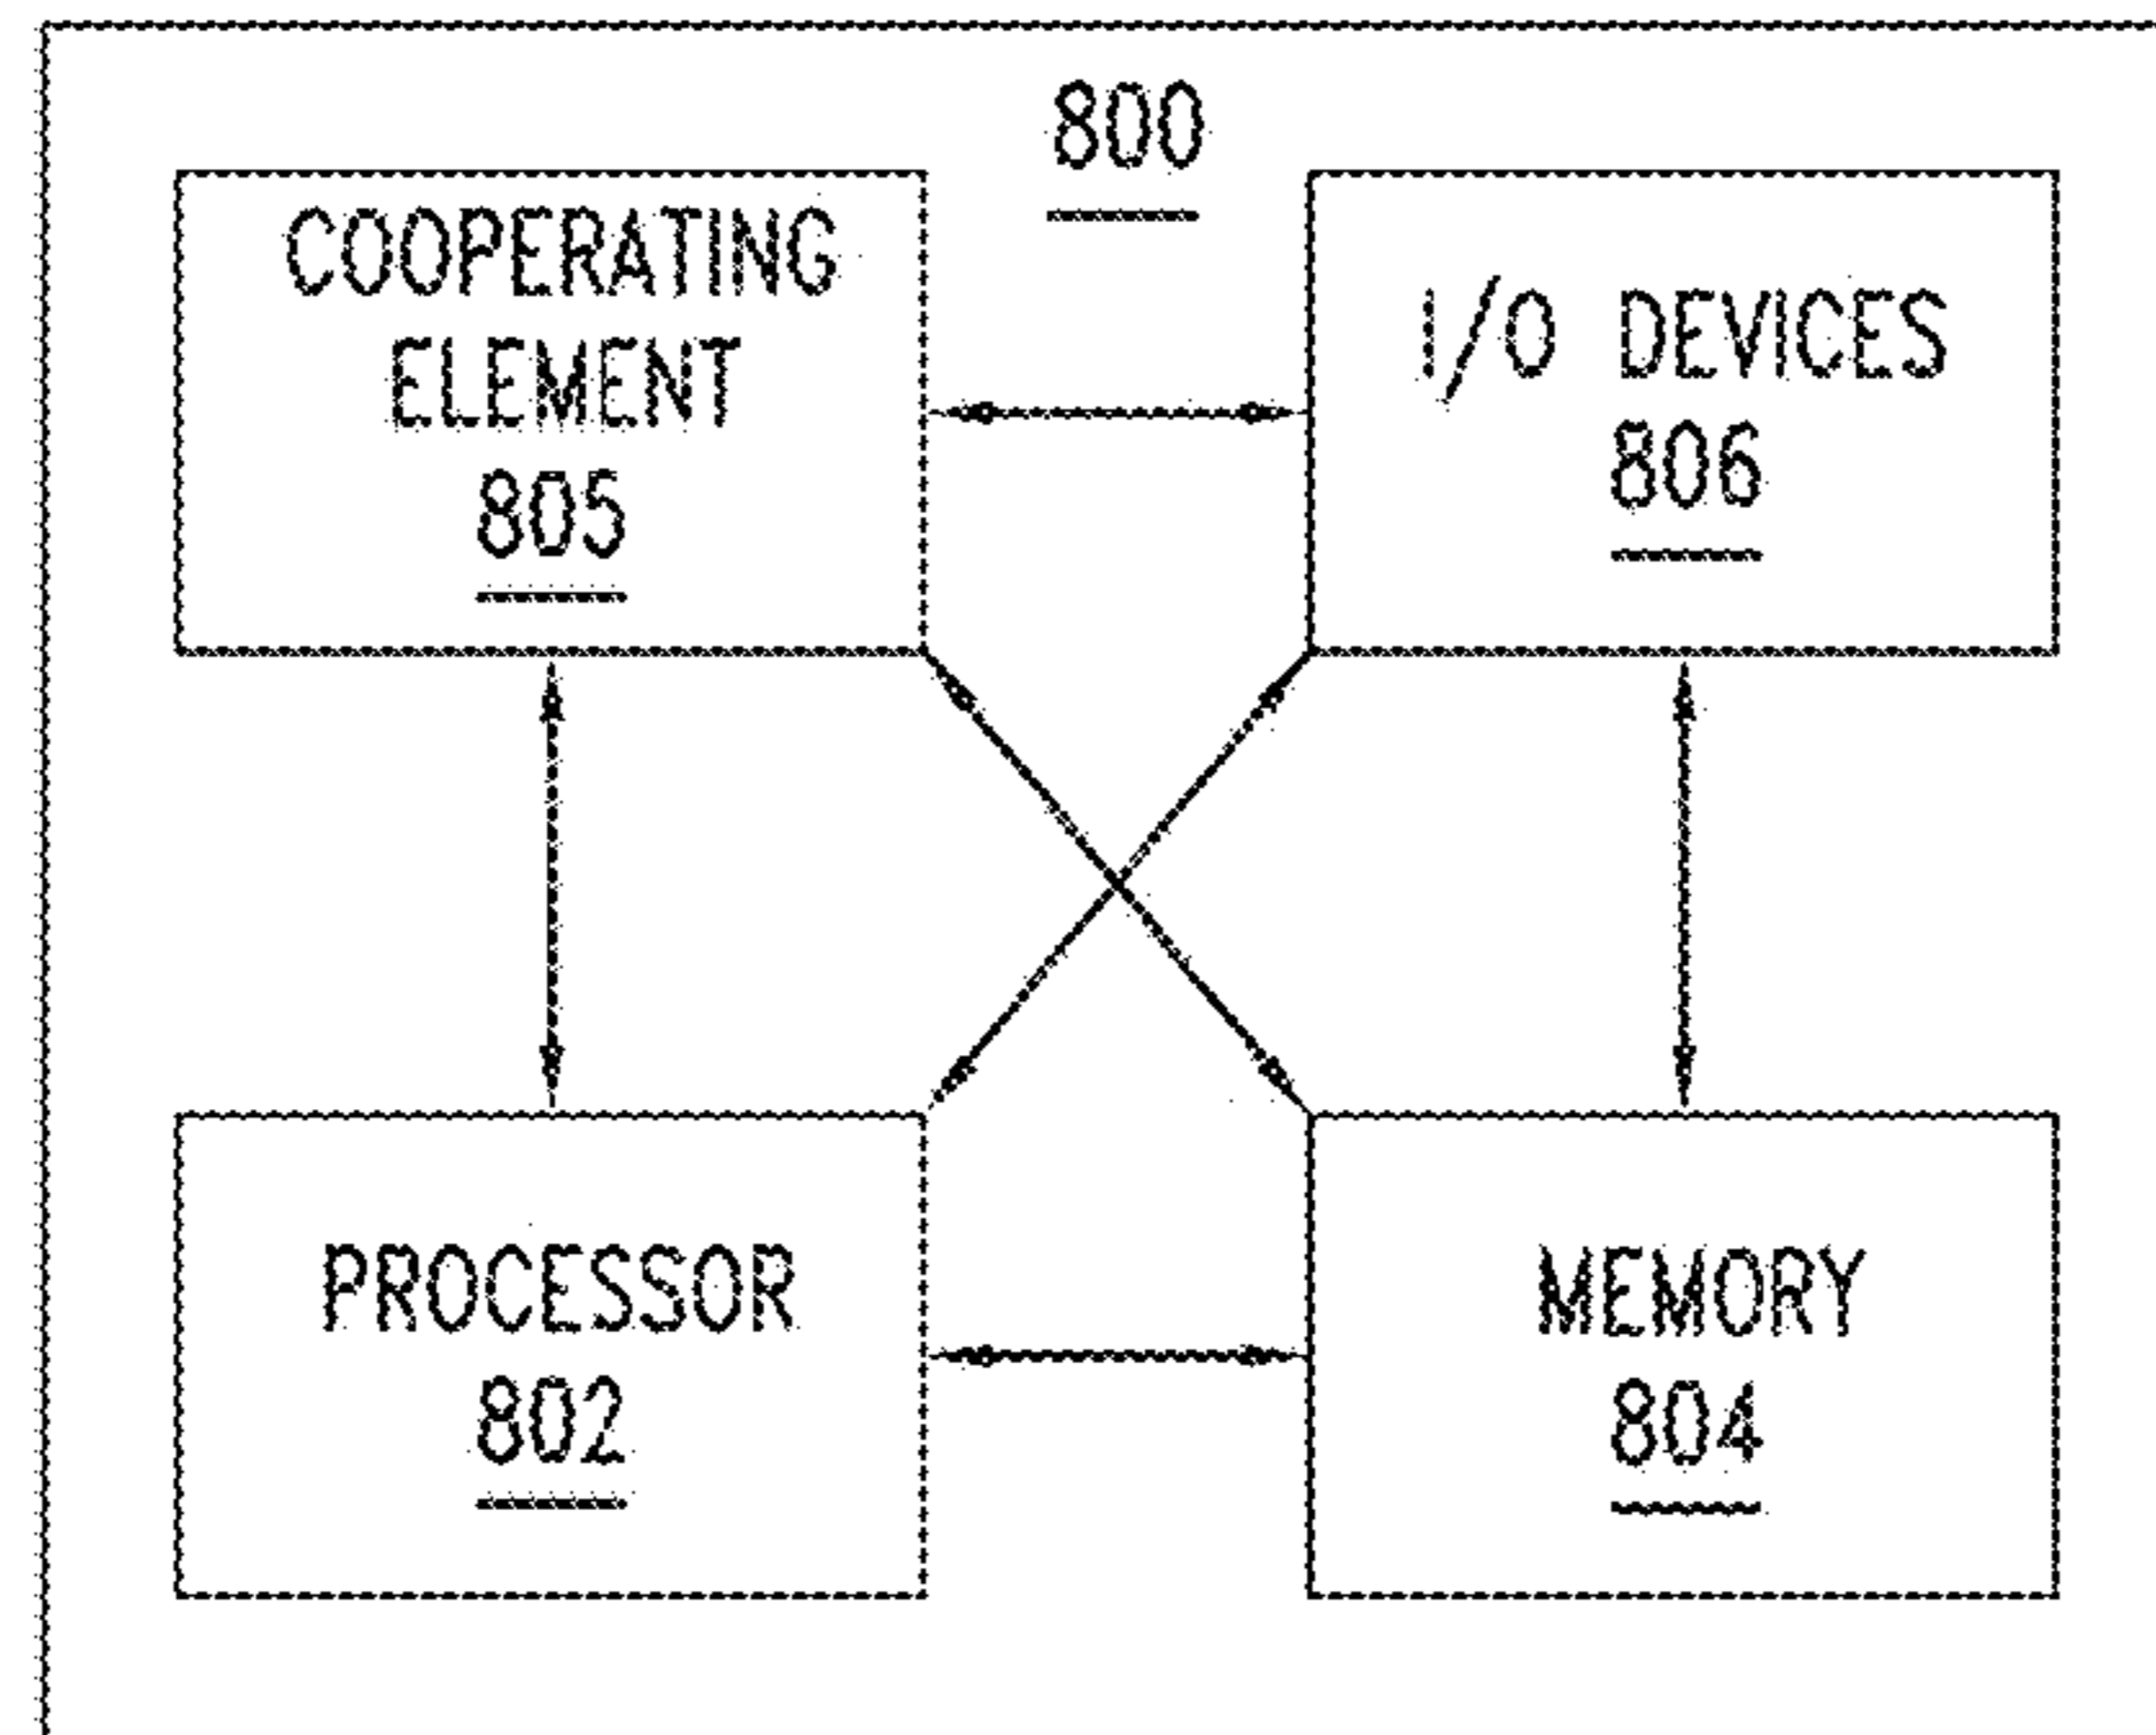 800
COOPERATING
ELEMENT
805
I/O DEVICES
806
PROCESSOR
802
MEMORY
804